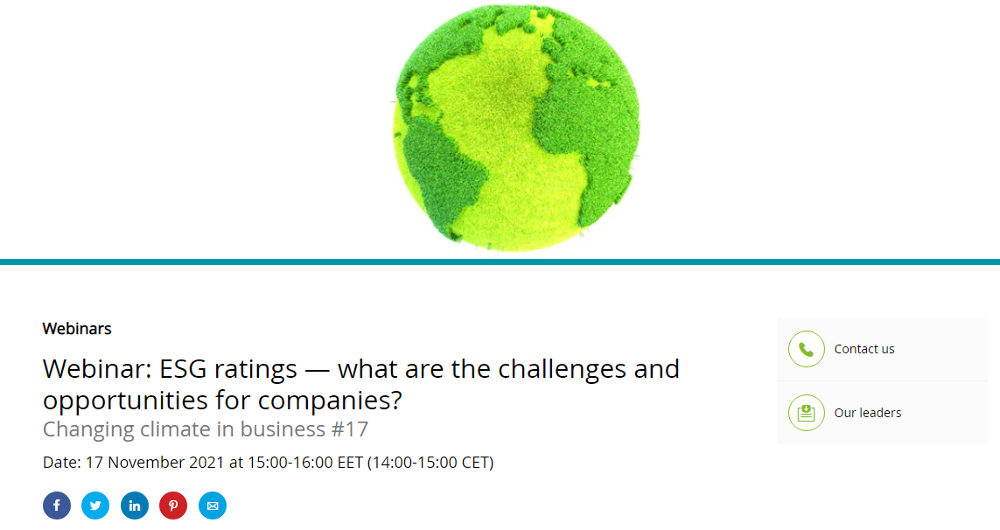 Webinars
Webinar: ESG ratings — what are the challenges and
opportunities for companies?
Changing climate in business #17
Date: 17 November 2021 at 15:00-16:00 EET (14:00-15:00 CET)
Contact us
Our leaders